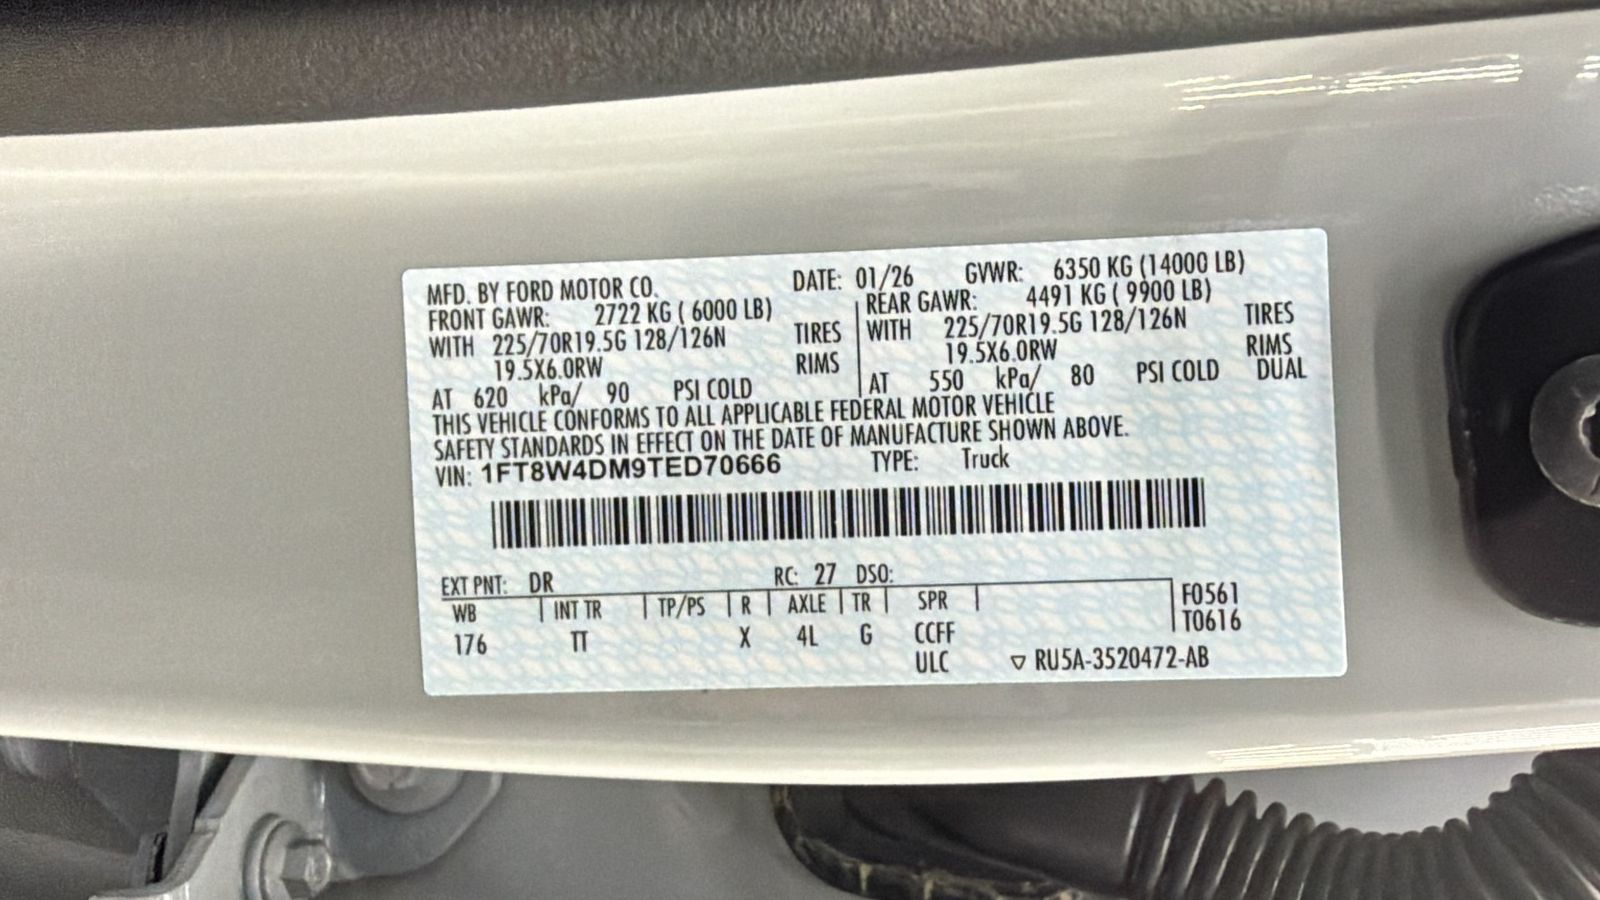 MFD. BY FORD MOTOR CO. DATE: 01/26 GVWR: 6350 KG (14000 LB)
FRONT GAWR: 2722 KG ( 6000 LB) REAR GAWR: 4491 KG ( 9900 LB)
WITH 225/70R19.5G 128/126N TIRES WITH 225/70R19.5G 128/126N TIRES
19.5X6.0RW RIMS 19.5X6.0RW RIMS
AT 620 kPa/ 90 PSI COLD AT 550 kPa/ 80 PSI COLD DUAL
THIS VEHICLE CONFORMS TO ALL APPLICABLE FEDERAL MOTOR VEHICLE
SAFETY STANDARDS IN EFFECT ON THE DATE OF MANUFACTURE SHOWN ABOVE.
VIN: 1FT8W4DM9TED70666 TYPE: Truck
EXT PNT: DR RC: 27 DSO:
WB | INT TR | TP/PS | R | AXLE | TR | SPR | F0561
176 TT X 4L G CCFF T0616
ULC ▽ RU5A-3520472-AB